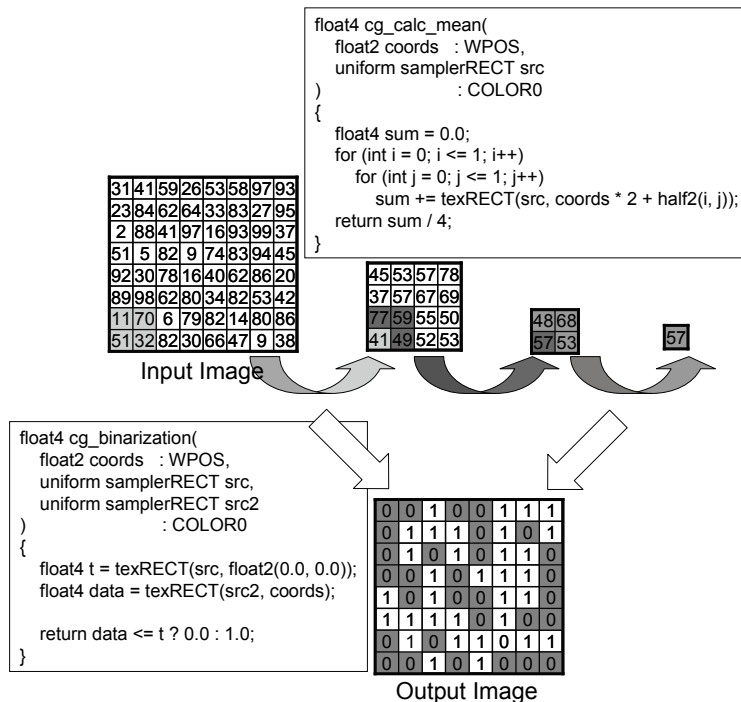 float4 cg_calc_mean(
float2 coords : WPOS,
uniform samplerRECT src
) : COLOR0
{
float4 sum = 0.0;
for (int i = 0; i <= 1; i++)
for (int j = 0; j <= 1; j++)
sum += texRECT(src, coords * 2 + half2(i, j));
return sum / 4;
}
31 41 59 26 53 58 97 93
23 84 62 64 33 83 27 95
2 88 41 97 16 93 99 37
51 5 82 9 74 83 94 45
92 30 78 16 40 62 86 20
89 98 62 80 34 82 53 42
11 70 6 79 82 14 80 86
51 32 82 30 66 47 9 38
Input Image
45 53 57 78
37 57 67 69
77 59 55 50
41 49 52 53
48 68
57 53
57
float4 cg_binarization(
float2 coords : WPOS,
uniform samplerRECT src,
uniform samplerRECT src2
) : COLOR0
{
float4 t = texRECT(src, float2(0.0, 0.0));
float4 data = texRECT(src2, coords);
return data <= t ? 0.0 : 1.0;
}
0 0 1 0 0 1 1 1
0 1 1 1 0 1 0 1
0 1 0 1 0 1 1 0
0 0 1 0 1 1 1 0
1 0 1 0 0 1 1 0
1 1 1 1 0 1 0 0
0 1 0 1 1 0 1 1
0 0 1 0 1 0 0 0
Output Image